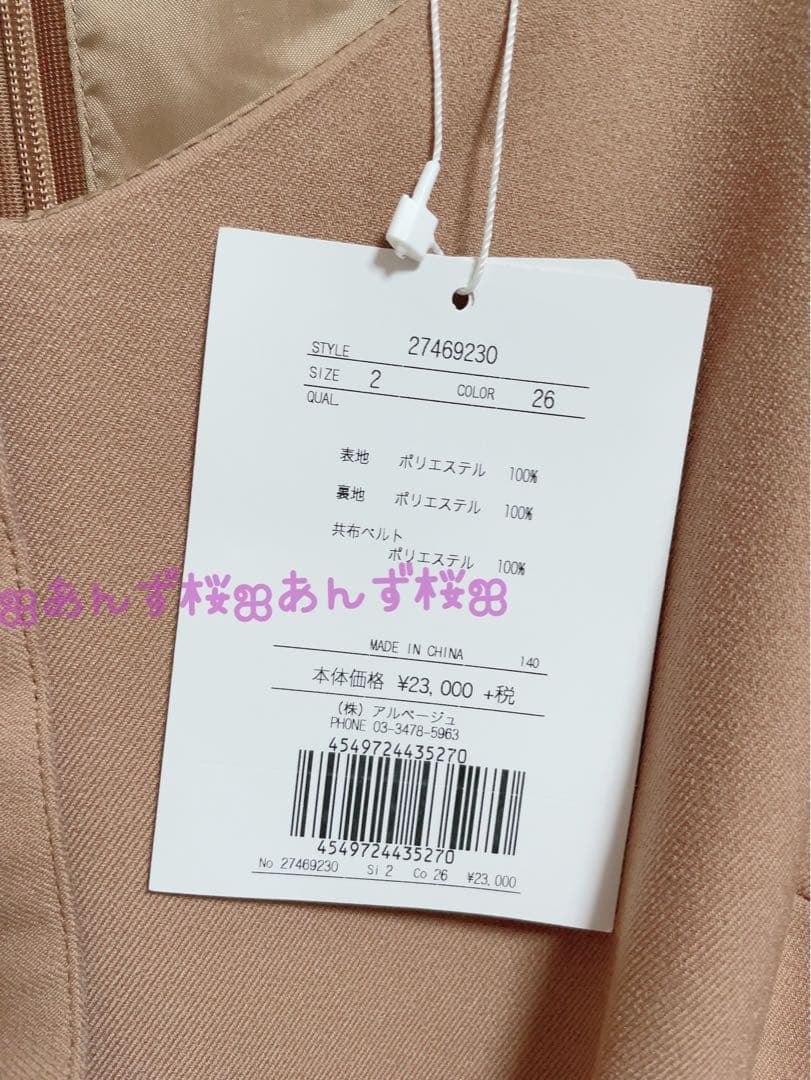 STYLE 27469230
SIZE 2 COLOR 26
QUAL
表地 ポリエステル 100%
裏地 ポリエステル 100%
共布ベルト
ポリエステル 100%
ꕥあんず桜ꕥあんず桜ꕥ
MADE IN CHINA 140
本体価格 ¥23,000 +税
(株) アルページュ
PHONE 03-3478-5963
4549724435270
4549724435270
No 27469230 Si 2 Co 26 ¥23,000